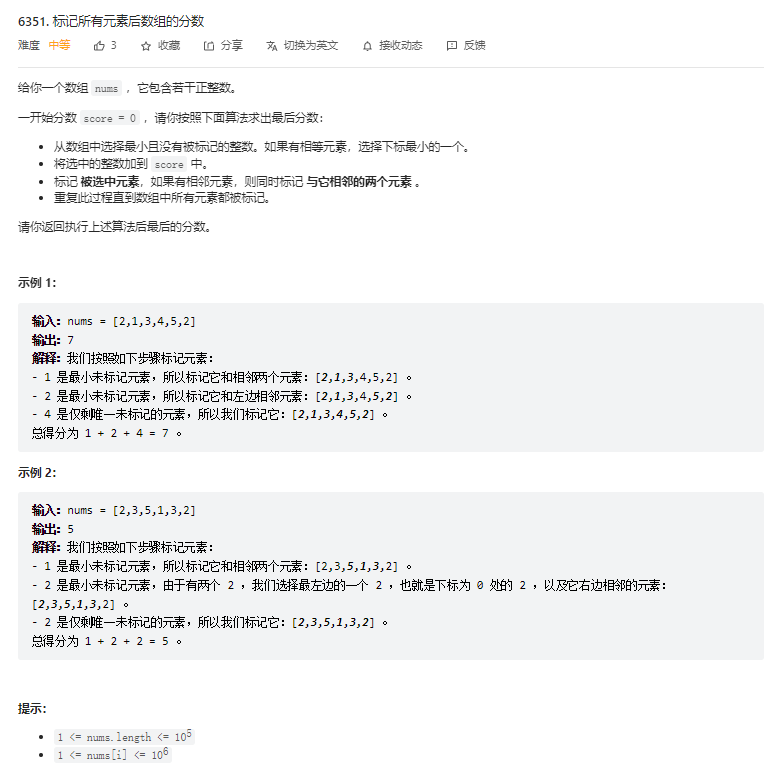 6351. 标记所有元素后数组的分数
难度 中等 3 收藏 分享 切换为英文 接收动态 反馈
给你一个数组 nums ，它包含若干正整数。
一开始分数 score = 0 ，请你按照下面算法求出最后分数：
• 从数组中选择最小且没有被标记的整数。如果有相等元素，选择下标最小的一个。
• 将选中的整数加到 score 中。
• 标记 被选中元素，如果有相邻元素，则同时标记 与它相邻的两个元素 。
• 重复此过程直到数组中所有元素都被标记。
请你返回执行上述算法后最后的分数。
示例 1：
输入：nums = [2,1,3,4,5,2]
输出：7
解释：我们按照如下步骤标记元素：
- 1 是最小未标记元素，所以标记它和相邻两个元素：[2,1,3,4,5,2] 。
- 2 是最小未标记元素，所以标记它和左边相邻元素：[2,1,3,4,5,2] 。
- 4 是仅剩唯一未标记的元素，所以我们标记它：[2,1,3,4,5,2] 。
总得分为 1 + 2 + 4 = 7 。
示例 2：
输入：nums = [2,3,5,1,3,2]
输出：5
解释：我们按照如下步骤标记元素：
- 1 是最小未标记元素，所以标记它和相邻两个元素：[2,3,5,1,3,2] 。
- 2 是最小未标记元素，由于有两个 2 ，我们选择最左边的一个 2 ，也就是下标为 0 处的 2 ，以及它右边相邻的元素：
[2,3,5,1,3,2] 。
- 2 是仅剩唯一未标记的元素，所以我们标记它：[2,3,5,1,3,2] 。
总得分为 1 + 2 + 2 = 5 。
提示：
• 1 <= nums.length <= 10⁵
• 1 <= nums[i] <= 10⁶